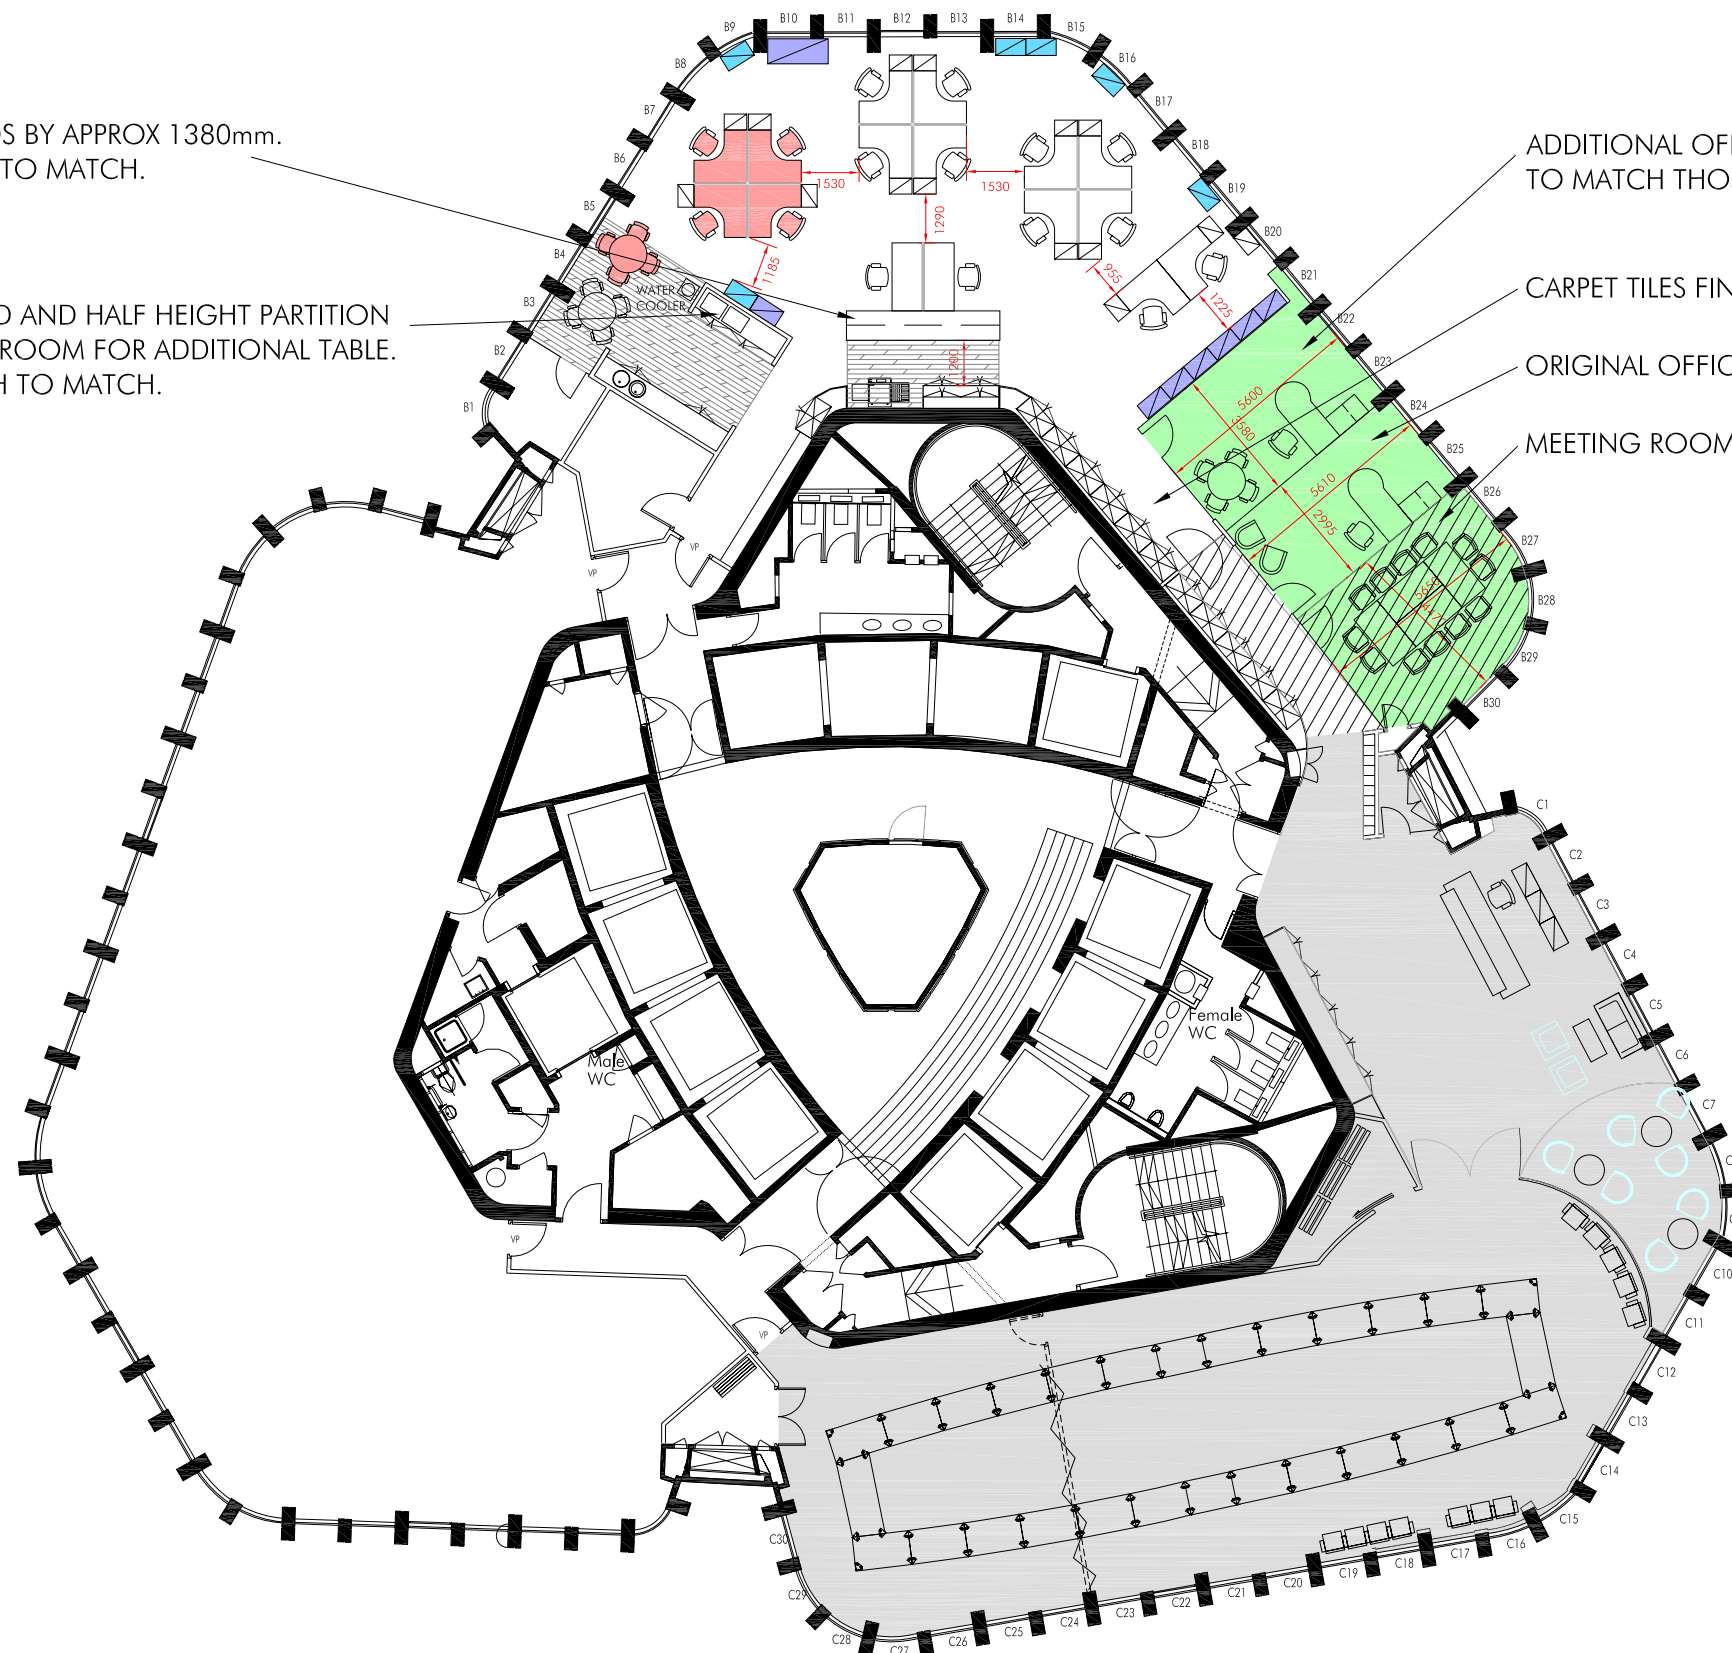 B9
B10
B11
B12
B13
B14
B15
B8
B16
B7
B17
B6
B18
B5
B19
B4
B20
B3
B21
B2
B22
B1
B23
B24
B25
B26
B27
B28
B29
B30
DS BY APPROX 1380mm.
TO MATCH.
D AND HALF HEIGHT PARTITION
ROOM FOR ADDITIONAL TABLE.
H TO MATCH.
ADDITIONAL OFF
TO MATCH THO
CARPET TILES FIN
ORIGINAL OFFIC
MEETING ROOM
WATER
COOLER
1530
1530
1290
1185
955
1225
1200
5600
3580
5610
2995
5650
VP
VP
VP
VP
Male
WC
Female
WC
C1
C2
C3
C4
C5
C6
C7
C10
C11
C12
C13
C14
C15
C16
C17
C18
C19
C20
C21
C22
C23
C24
C25
C26
C27
C28
C29
C30